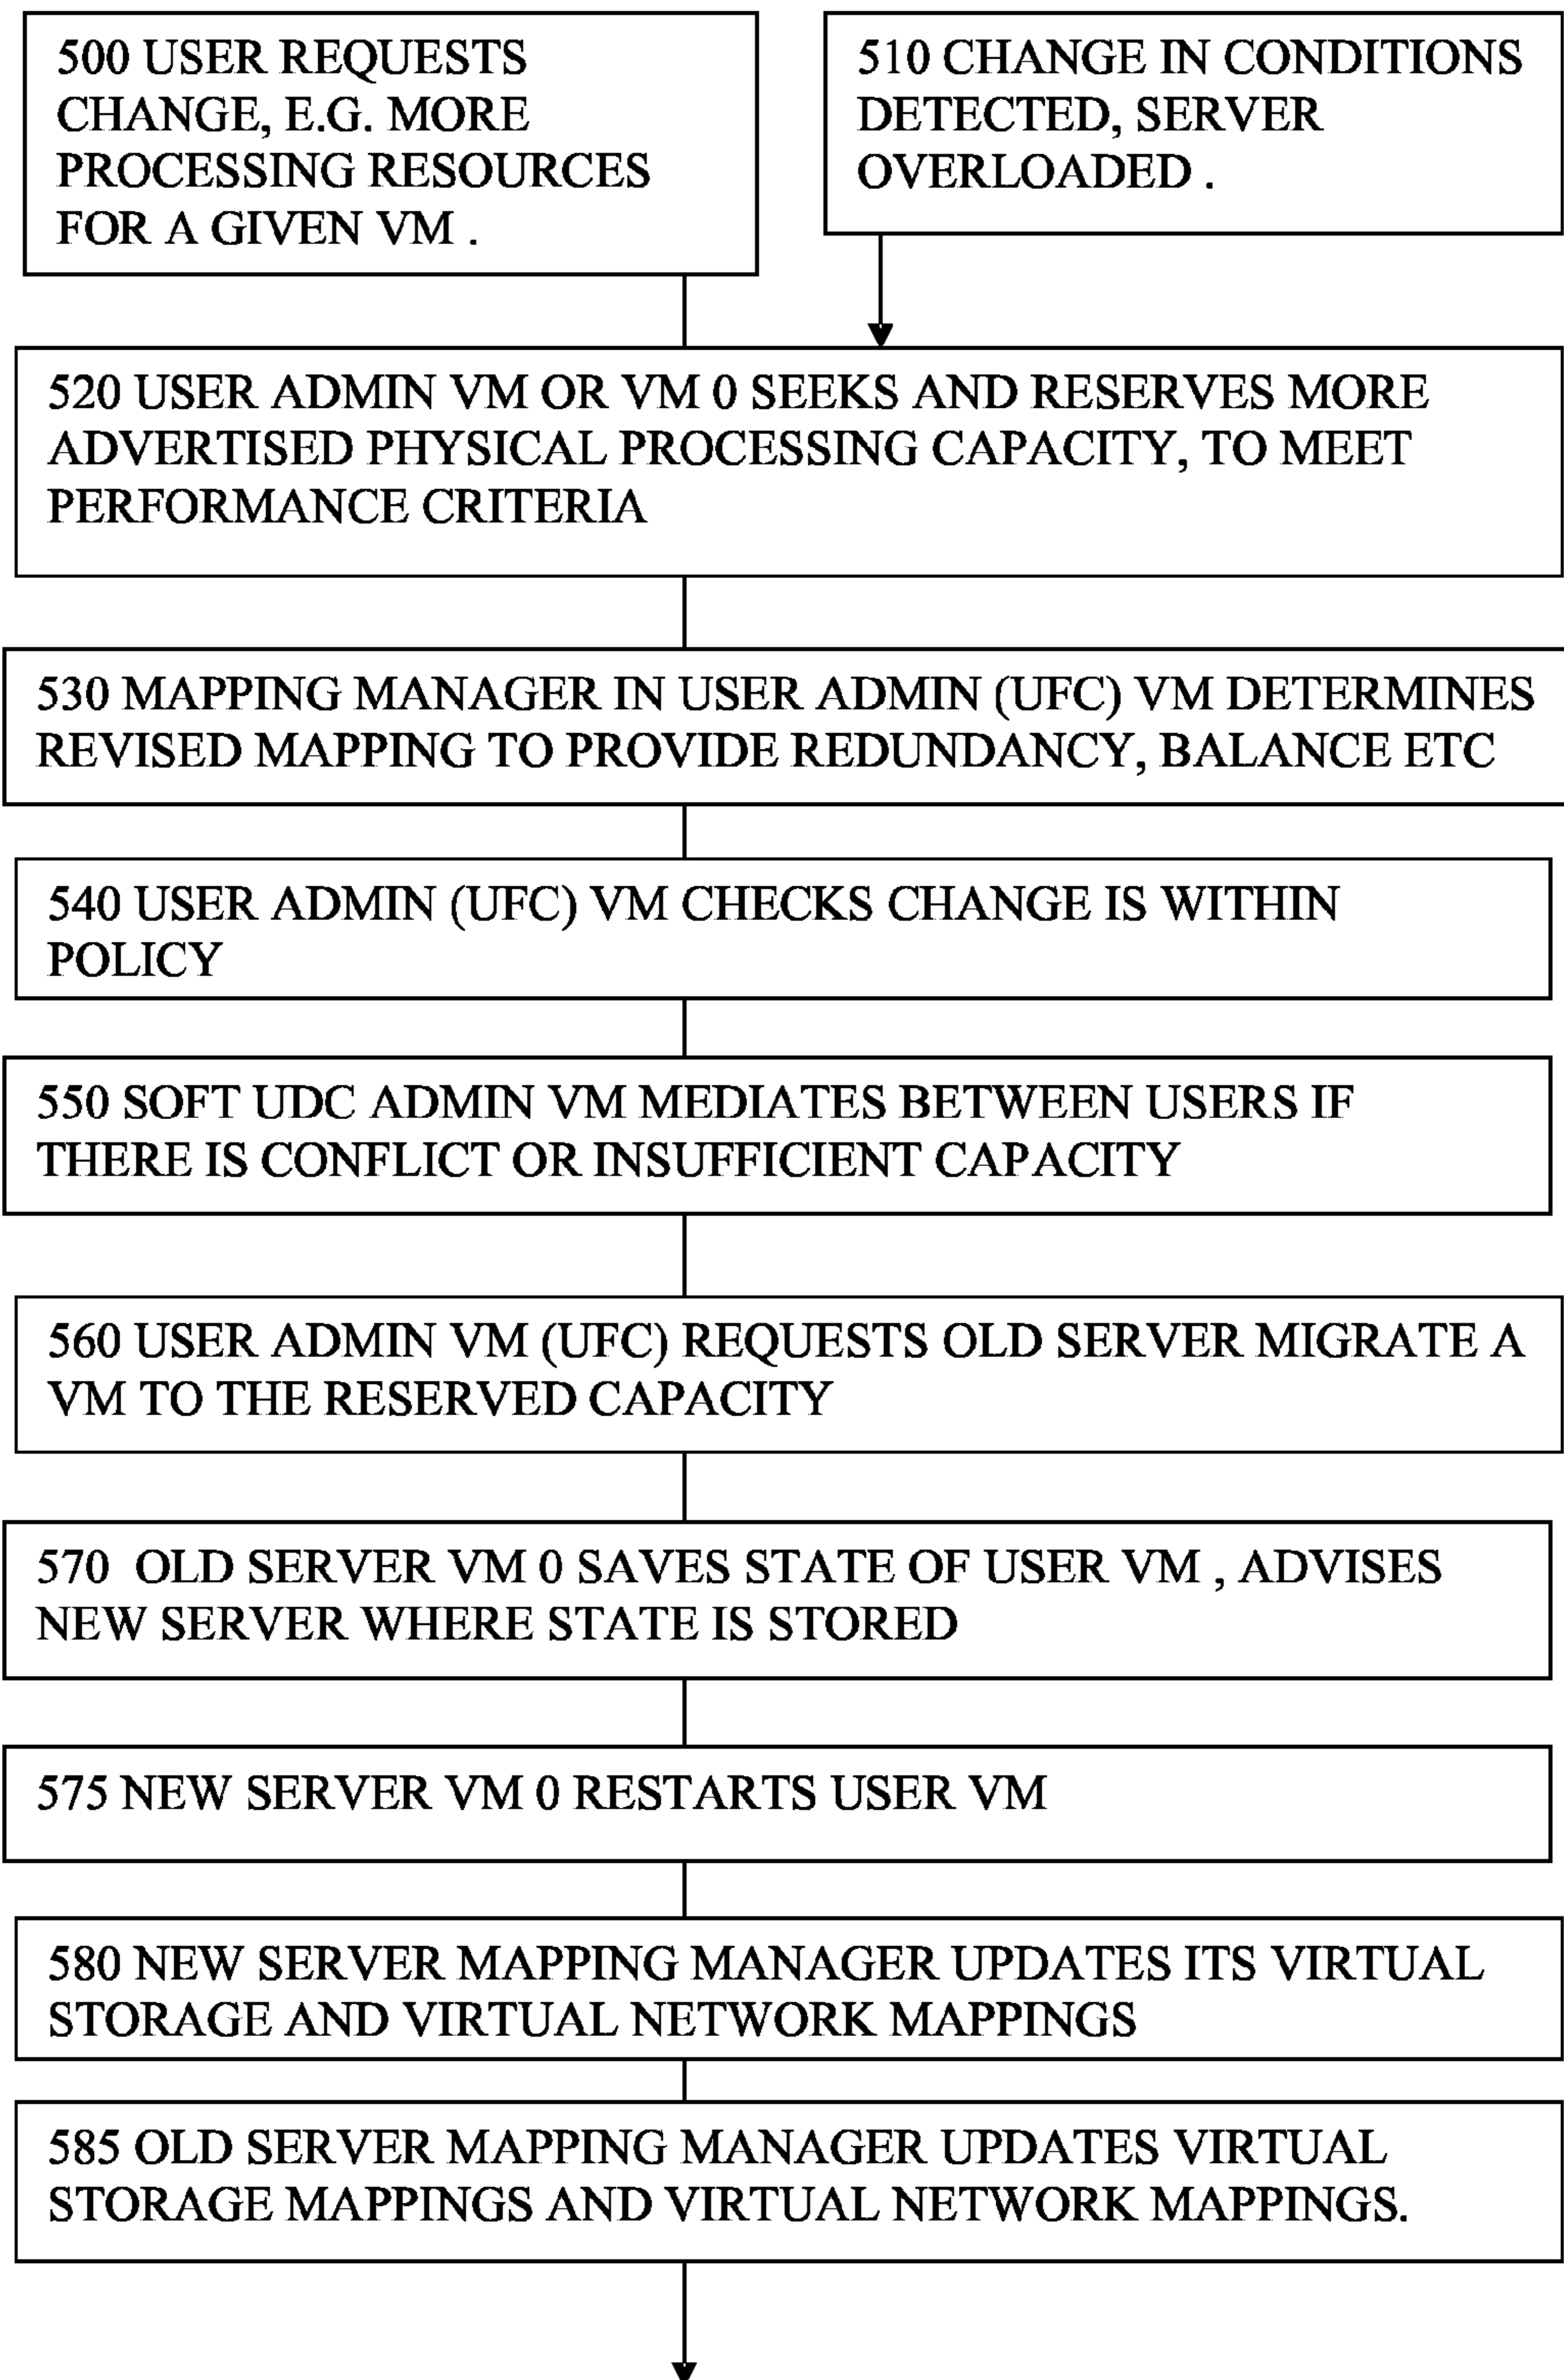 500 USER REQUESTS
CHANGE, E.G. MORE
PROCESSING RESOURCES
FOR A GIVEN VM .
510 CHANGE IN CONDITIONS
DETECTED, SERVER
OVERLOADED .
520 USER ADMIN VM OR VM 0 SEEKS AND RESERVES MORE
ADVERTISED PHYSICAL PROCESSING CAPACITY, TO MEET
PERFORMANCE CRITERIA
530 MAPPING MANAGER IN USER ADMIN (UFC) VM DETERMINES
REVISED MAPPING TO PROVIDE REDUNDANCY, BALANCE ETC
540 USER ADMIN (UFC) VM CHECKS CHANGE IS WITHIN
POLICY
550 SOFT UDC ADMIN VM MEDIATES BETWEEN USERS IF
THERE IS CONFLICT OR INSUFFICIENT CAPACITY
560 USER ADMIN VM (UFC) REQUESTS OLD SERVER MIGRATE A
VM TO THE RESERVED CAPACITY
570 OLD SERVER VM 0 SAVES STATE OF USER VM , ADVISES
NEW SERVER WHERE STATE IS STORED
575 NEW SERVER VM 0 RESTARTS USER VM
580 NEW SERVER MAPPING MANAGER UPDATES ITS VIRTUAL
STORAGE AND VIRTUAL NETWORK MAPPINGS
585 OLD SERVER MAPPING MANAGER UPDATES VIRTUAL
STORAGE MAPPINGS AND VIRTUAL NETWORK MAPPINGS.